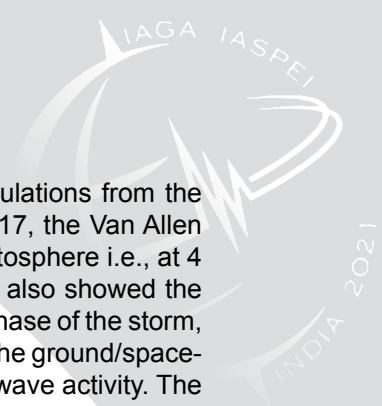 IAGA IASPEI
INDIA 2021
ulations from the
17, the Van Allen
tosphere i.e., at 4
also showed the
hase of the storm,
he ground/space-
wave activity. The